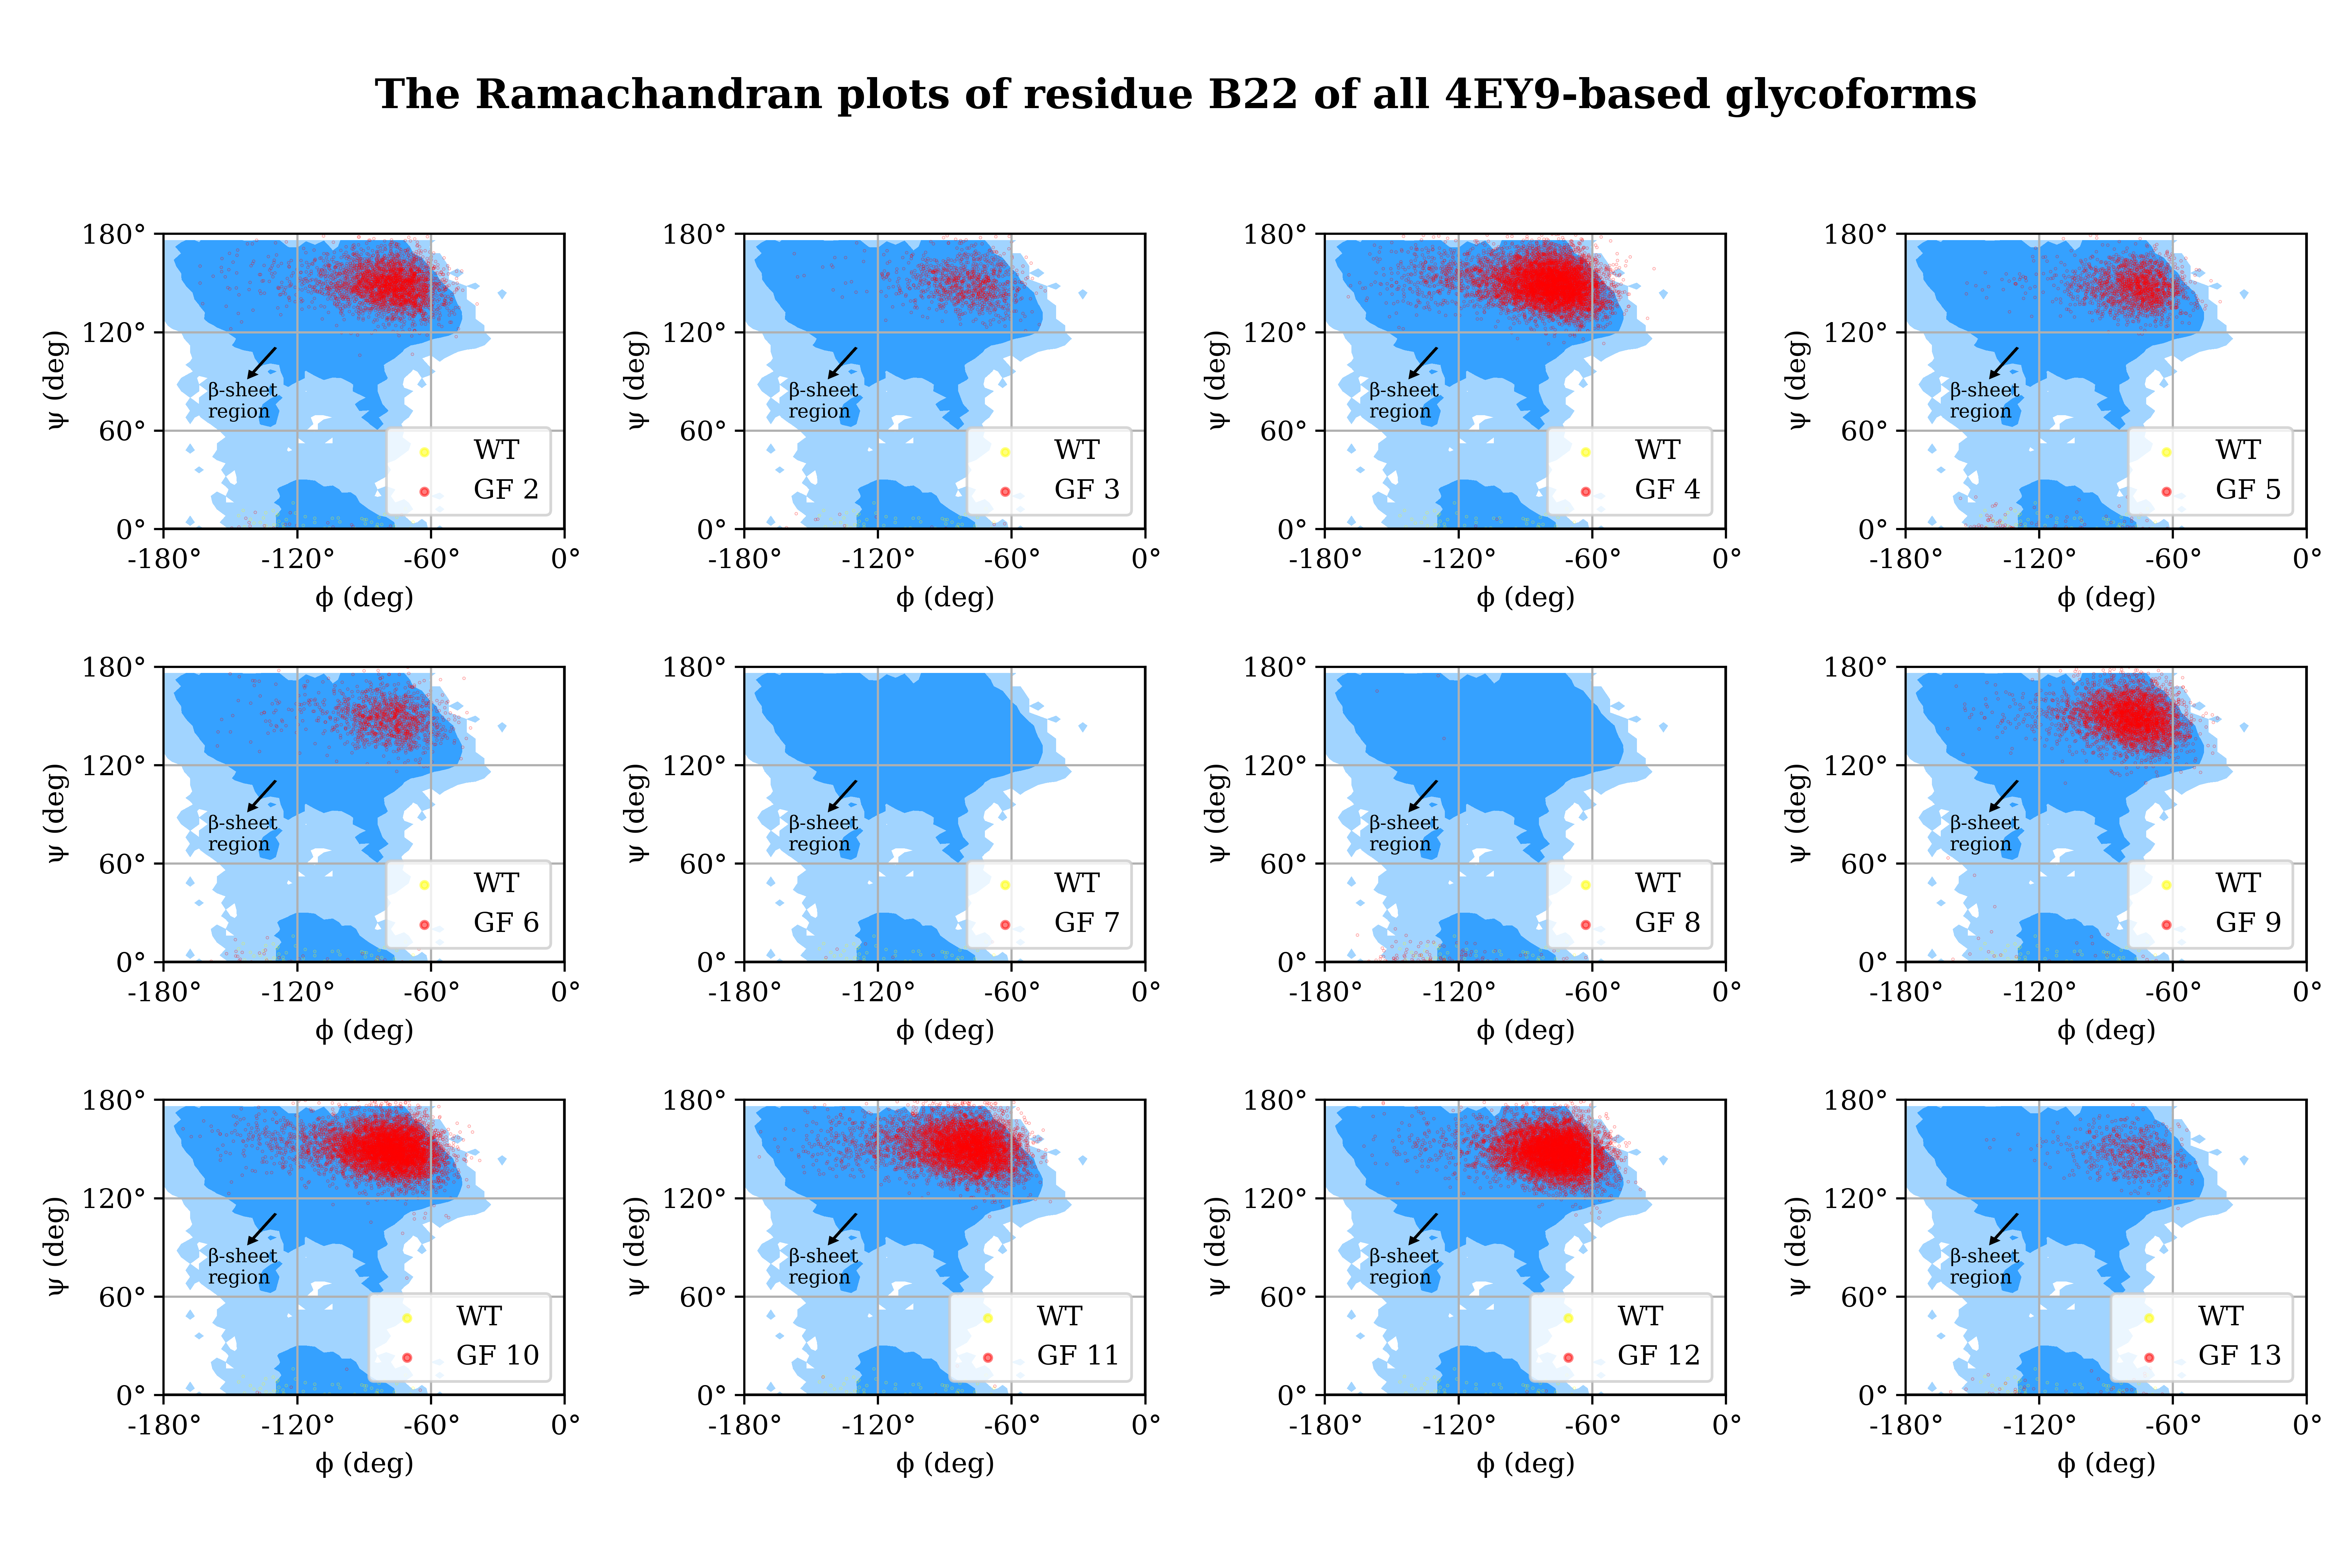 The Ramachandran plots of residue B22 of all 4EY9-based glycoforms
180°
120°
60°
0°
ψ (deg)
β-sheet
region
WT
GF 2
-180°
-120°
-60°
0°
ϕ (deg)
180°
120°
60°
0°
ψ (deg)
β-sheet
region
WT
GF 3
-180°
-120°
-60°
0°
ϕ (deg)
180°
120°
60°
0°
ψ (deg)
β-sheet
region
WT
GF 4
-180°
-120°
-60°
0°
ϕ (deg)
180°
120°
60°
0°
ψ (deg)
β-sheet
region
WT
GF 5
-180°
-120°
-60°
0°
ϕ (deg)
180°
120°
60°
0°
ψ (deg)
β-sheet
region
WT
GF 6
-180°
-120°
-60°
0°
ϕ (deg)
180°
120°
60°
0°
ψ (deg)
β-sheet
region
WT
GF 7
-180°
-120°
-60°
0°
ϕ (deg)
180°
120°
60°
0°
ψ (deg)
β-sheet
region
WT
GF 8
-180°
-120°
-60°
0°
ϕ (deg)
180°
120°
60°
0°
ψ (deg)
β-sheet
region
WT
GF 9
-180°
-120°
-60°
0°
ϕ (deg)
180°
120°
60°
0°
ψ (deg)
β-sheet
region
WT
GF 10
-180°
-120°
-60°
0°
ϕ (deg)
180°
120°
60°
0°
ψ (deg)
β-sheet
region
WT
GF 11
-180°
-120°
-60°
0°
ϕ (deg)
180°
120°
60°
0°
ψ (deg)
β-sheet
region
WT
GF 12
-180°
-120°
-60°
0°
ϕ (deg)
180°
120°
60°
0°
ψ (deg)
β-sheet
region
WT
GF 13
-180°
-120°
-60°
0°
ϕ (deg)